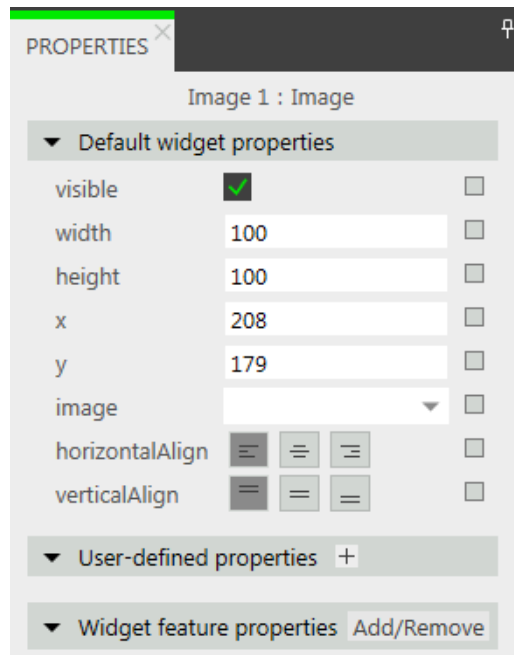 PROPERTIES
Image 1 : Image
Default widget properties
visible
width 100
height 100
x 208
y 179
image
horizontalAlign
verticalAlign
User-defined properties +
Widget feature properties Add/Remove